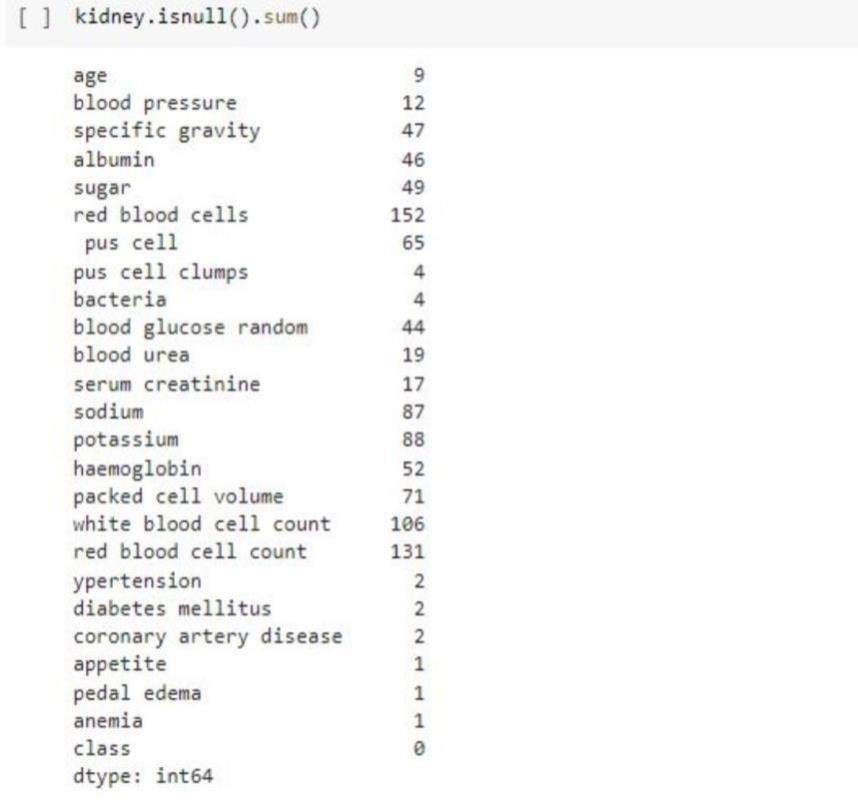 [ ] kidney.isnull().sum()
age 9
blood pressure 12
specific gravity 47
albumin 46
sugar 49
red blood cells 152
 pus cell 65
pus cell clumps 4
bacteria 4
blood glucose random 44
blood urea 19
serum creatinine 17
sodium 87
potassium 88
haemoglobin 52
packed cell volume 71
white blood cell count 106
red blood cell count 131
ypertension 2
diabetes mellitus 2
coronary artery disease 2
appetite 1
pedal edema 1
anemia 1
class 0
dtype: int64